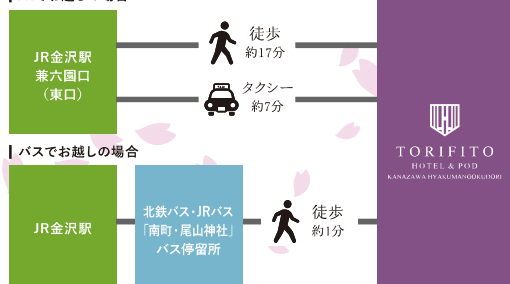 JR金沢駅
兼六園口
（東口）
徒歩
約17分
タクシー
約7分
バスでお越しの場合
JR金沢駅
北鉄バス・JRバス
「南町・尾山神社」
バス停留所
徒歩
約1分
TORIFITO
HOTEL & POD
KANAZAWA HYAKUMANGOKUDORI